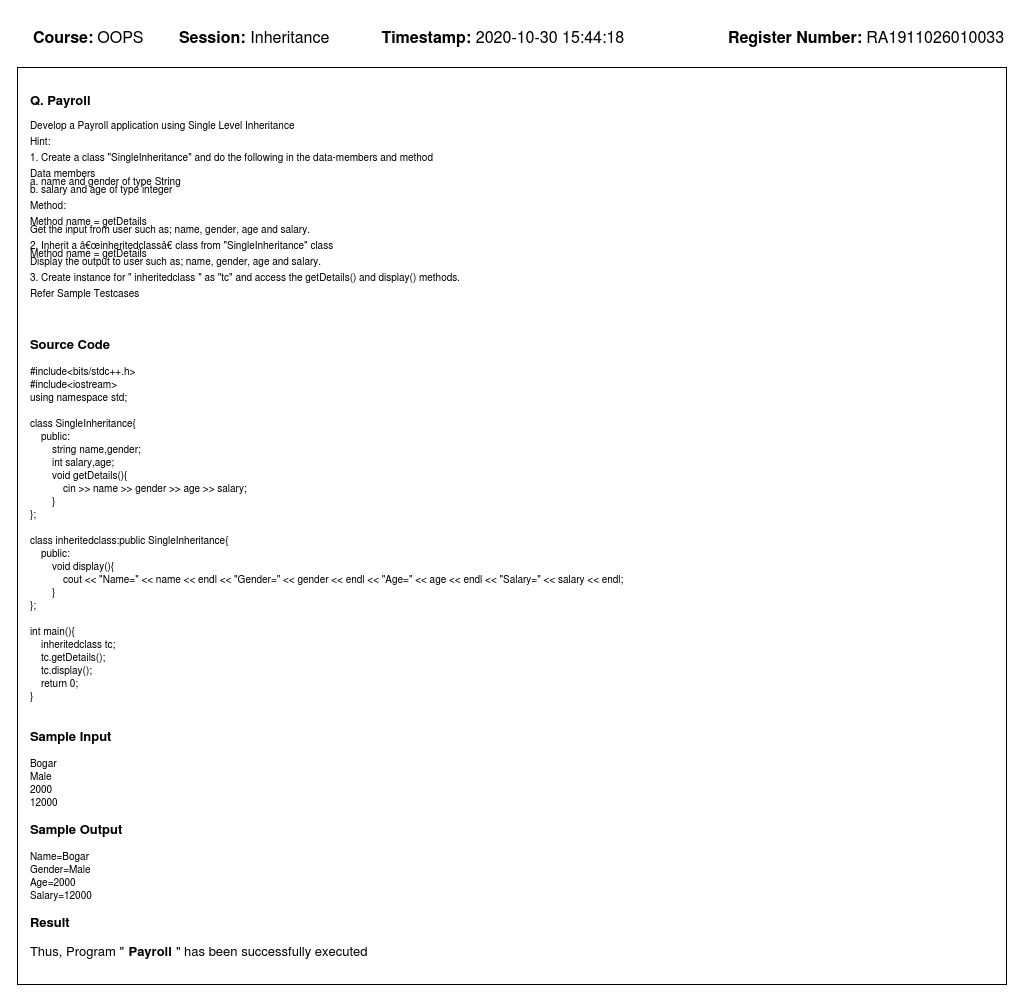 Course: OOPS Session: Inheritance Timestamp: 2020-10-30 15:44:18 Register Number: RA1911026010033
Q. Payroll
Develop a Payroll application using Single Level Inheritance
Hint:
1. Create a class "SingleInheritance" and do the following in the data-members and method
Data members
a. name and gender of type String
b. salary and age of type integer
Method:
Method name = getDetails
Get the input from user such as; name, gender, age and salary.
2. Inherit a â€œinheritedclassâ€ class from "SingleInheritance" class
Method name = getDetails
Display the output to user such as; name, gender, age and salary.
3. Create instance for " inheritedclass " as "tc" and access the getDetails() and display() methods.
Refer Sample Testcases
Source Code
#include<bits/stdc++.h>
#include<iostream>
using namespace std;
class SingleInheritance{
public:
string name,gender;
int salary,age;
void getDetails(){
cin >> name >> gender >> age >> salary;
}
};
class inheritedclass:public SingleInheritance{
public:
void display(){
cout << "Name=" << name << endl << "Gender=" << gender << endl << "Age=" << age << endl << "Salary=" << salary << endl;
}
};
int main(){
inheritedclass tc;
tc.getDetails();
tc.display();
return 0;
}
Sample Input
Bogar
Male
2000
12000
Sample Output
Name=Bogar
Gender=Male
Age=2000
Salary=12000
Result
Thus, Program " Payroll " has been successfully executed